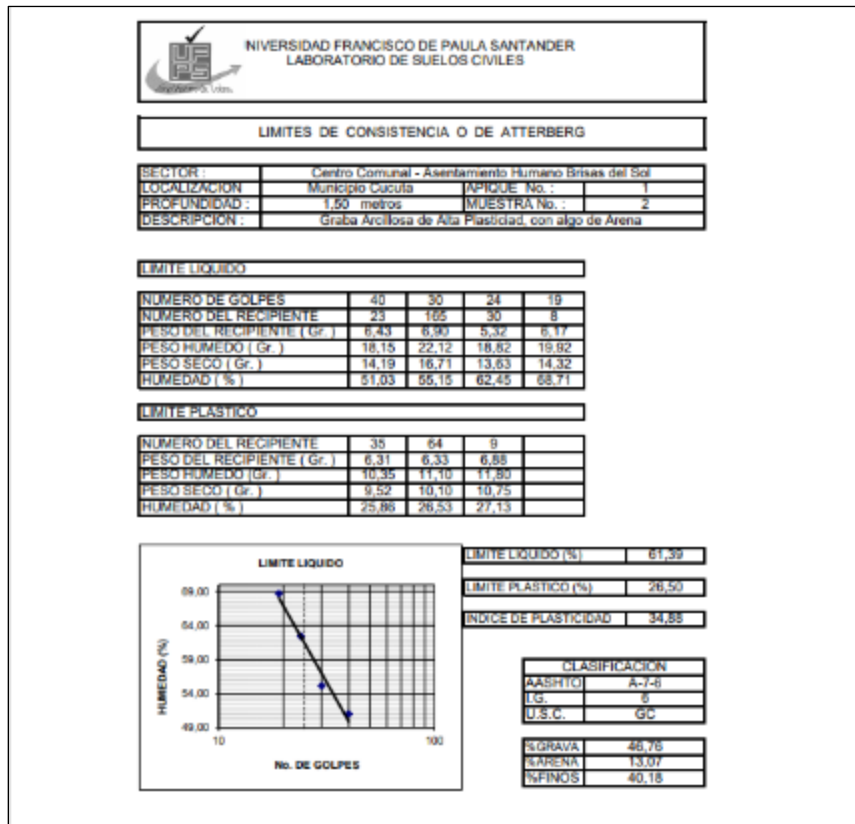 UFPS
NIVERSIDAD FRANCISCO DE PAULA SANTANDER
LABORATORIO DE SUELOS CIVILES
LIMITES DE CONSISTENCIA O DE ATTERBERG
SECTOR : Centro Comunal - Asentamiento Humano Brisas del Sol
LOCALIZACION Municipio Cucuta APIQUE No. : 1
PROFUNDIDAD : 1,50 metros MUESTRA No. : 2
DESCRIPCION : Graba Arcillosa de Alta Plasticiad, con algo de Arena
LIMITE LIQUIDO
NUMERO DE GOLPES 40 30 24 19
NUMERO DEL RECIPIENTE 23 165 30 8
PESO DEL RECIPIENTE ( Gr. ) 6,43 6,90 5,32 6,17
PESO HUMEDO ( Gr. ) 18,15 22,12 18,82 19,92
PESO SECO ( Gr. ) 14,19 16,71 13,63 14,32
HUMEDAD ( % ) 51,03 55,15 62,45 68,71
LIMITE PLASTICO
NUMERO DEL RECIPIENTE 35 64 9
PESO DEL RECIPIENTE ( Gr. ) 6,31 6,33 6,88
PESO HUMEDO (Gr. ) 10,35 11,10 11,80
PESO SECO ( Gr. ) 9,52 10,10 10,75
HUMEDAD ( % ) 25,86 26,53 27,13
LIMITE LIQUIDO
69,00
64,00
59,00
54,00
49,00
10 100
HUMEDAD (%)
No. DE GOLPES
LIMITE LIQUIDO (%) 61,39
LIMITE PLASTICO (%) 26,50
INDICE DE PLASTICIDAD 34,88
CLASIFICACION
AASHTO A-7-6
I.G. 6
U.S.C. GC
%GRAVA 46,76
%ARENA 13,07
%FINOS 40,18